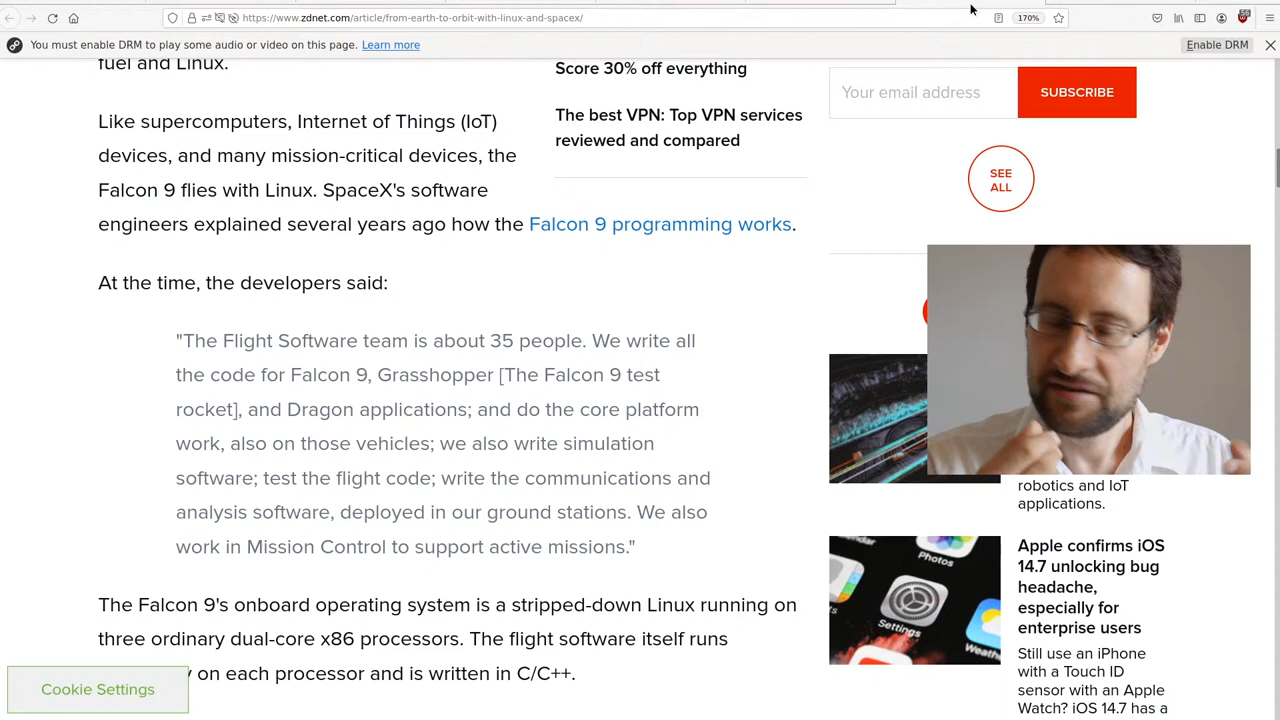 https://www.zdnet.com/article/from-earth-to-orbit-with-linux-and-spacex/
170%
You must enable DRM to play some audio or video on this page. Learn more
Enable DRM
fuel and Linux.
Like supercomputers, Internet of Things (IoT)
devices, and many mission-critical devices, the
Falcon 9 flies with Linux. SpaceX's software
engineers explained several years ago how the Falcon 9 programming works.
At the time, the developers said:
"The Flight Software team is about 35 people. We write all
the code for Falcon 9, Grasshopper [The Falcon 9 test
rocket], and Dragon applications; and do the core platform
work, also on those vehicles; we also write simulation
software; test the flight code; write the communications and
analysis software, deployed in our ground stations. We also
work in Mission Control to support active missions."
The Falcon 9's onboard operating system is a stripped-down Linux running on
three ordinary dual-core x86 processors. The flight software itself runs
on each processor and is written in C/C++.
Cookie Settings
Score 30% off everything
The best VPN: Top VPN services
reviewed and compared
Your email address
SUBSCRIBE
SEE
ALL
robotics and IoT
applications.
Photos
Settings
Apple confirms iOS
14.7 unlocking bug
headache,
especially for
enterprise users
Still use an iPhone
with a Touch ID
sensor with an Apple
Watch? iOS 14.7 has a